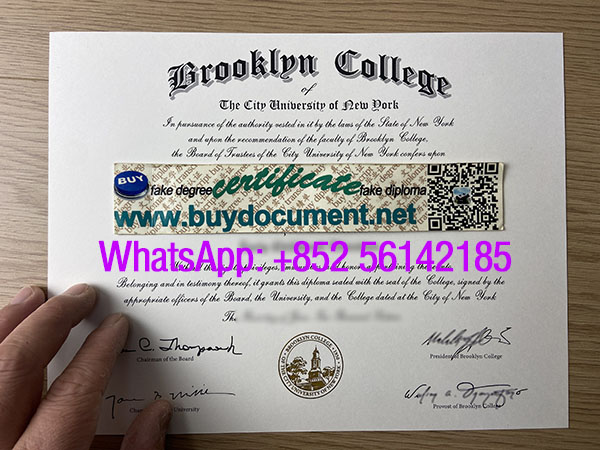 Brooklyn College
of
The City University of New York
In pursuance of the authority vested in it by the laws of the State of New York
and upon the recommendation of the faculty of Brooklyn College,
the Board of Trustees of the City University of New York confers upon
BUY
fake degree certificate fake diploma
www.buydocument.net
WhatsApp: +852 56142185
Belonging and in testimony thereof, it grants this diploma sealed with the seal of the College, signed by the
appropriate officers of the Board, the University, and the College dated at the City of New York
The
Chairman of the Board
President of Brooklyn College
BROOKLYN COLLEGE
University
Provost of Brooklyn College